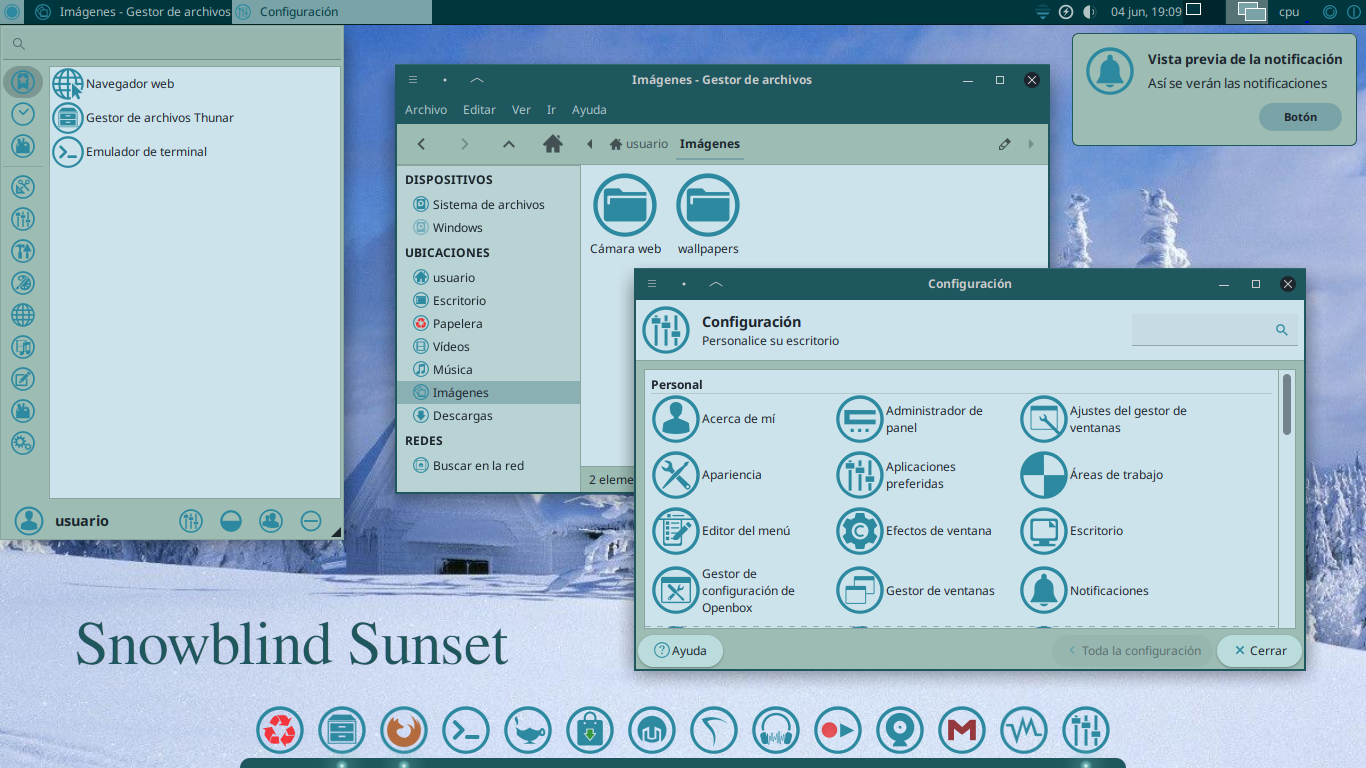 Imágenes - Gestor de archivos
Configuración
04 jun, 19:09
cpu
Navegador web
Gestor de archivos Thunar
Emulador de terminal
usuario
Vista previa de la notificación
Así se verán las notificaciones
Botón
Imágenes - Gestor de archivos
Archivo Editar Ver Ir Ayuda
usuario Imágenes
DISPOSITIVOS
Sistema de archivos
Windows
UBICACIONES
usuario
Escritorio
Papelera
Vídeos
Música
Imágenes
Descargas
REDES
Buscar en la red
Cámara web
wallpapers
2 eleme
Configuración
Configuración
Personalice su escritorio
Personal
Acerca de mí
Administrador de
panel
Ajustes del gestor de
ventanas
Apariencia
Aplicaciones
preferidas
Áreas de trabajo
Editor del menú
Efectos de ventana
Escritorio
Gestor de
configuración de
Openbox
Gestor de ventanas
Notificaciones
Ayuda
Toda la configuración
Cerrar
Snowblind Sunset